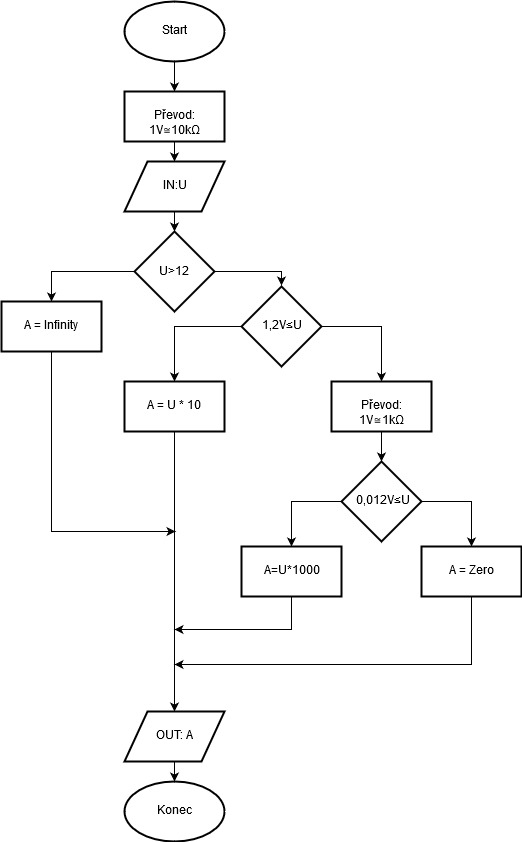 Start
Převod:
1V≅10kΩ
IN:U
U>12
A = Infinity
1,2V≤U
A = U * 10
Převod:
1V≅1kΩ
0,012V≤U
A=U*1000
A = Zero
OUT: A
Konec